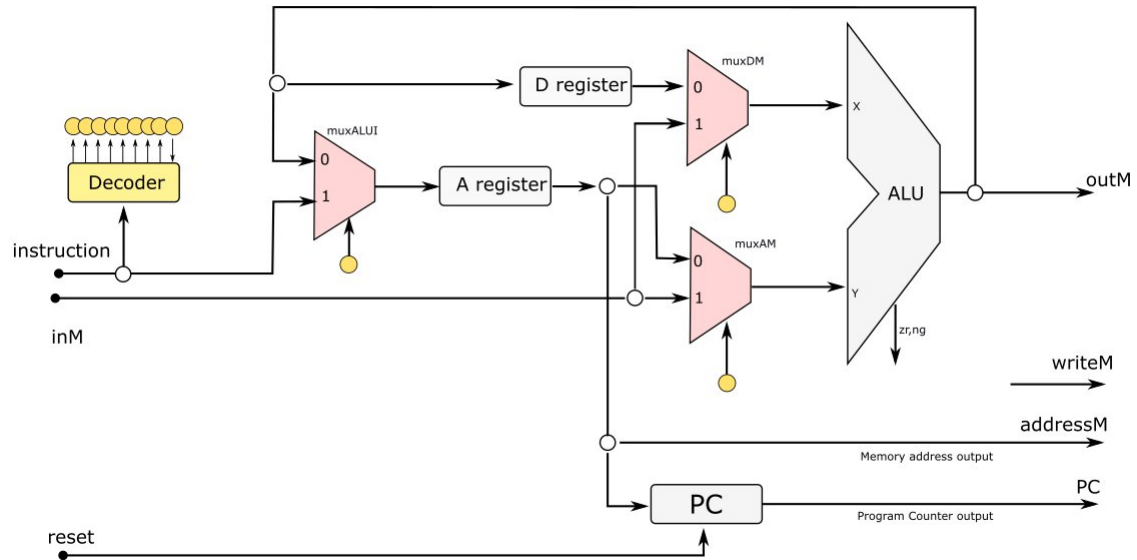 muxDM
D register
0
1
X
muxALUI
0
1
Decoder
A register
ALU
outM
instruction
muxAM
0
1
Y
inM
zr,ng
writeM
addressM
Memory address output
PC
PC
Program Counter output
reset